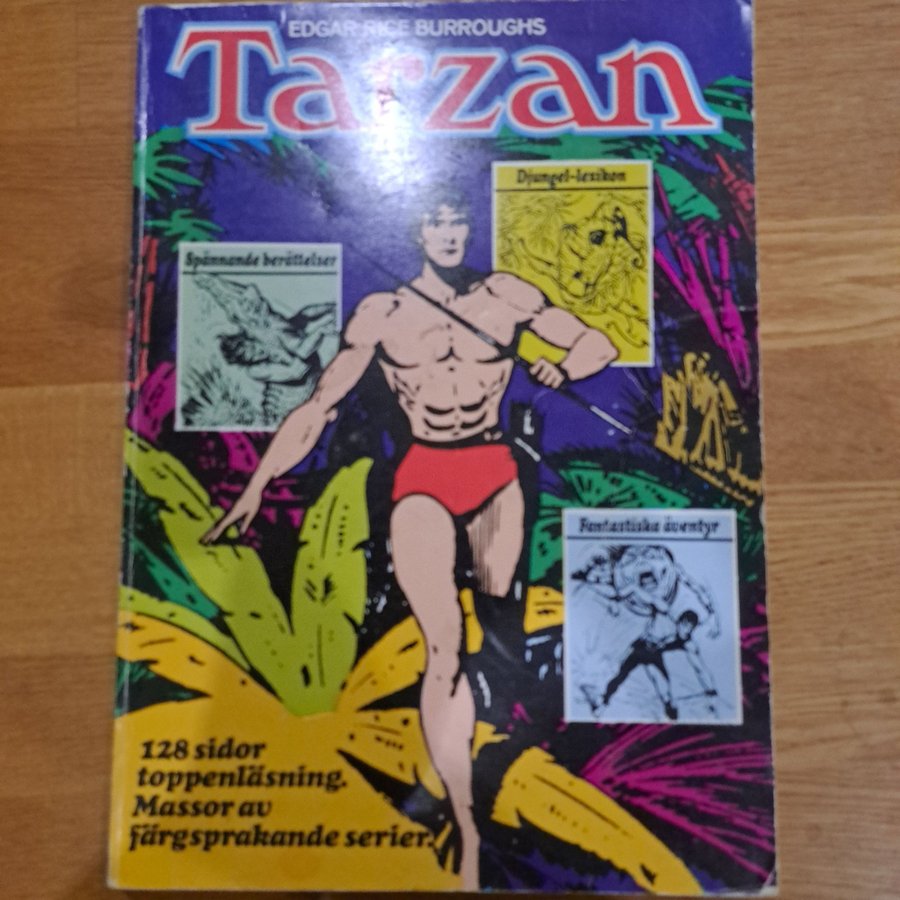 EDGAR RICE BURROUGHS
Tarzan
Djungel-lexikon
Spännande berättelser
Fantastiska äventyr
128 sidor
toppenläsning.
Massor av
färgsprakande serier.